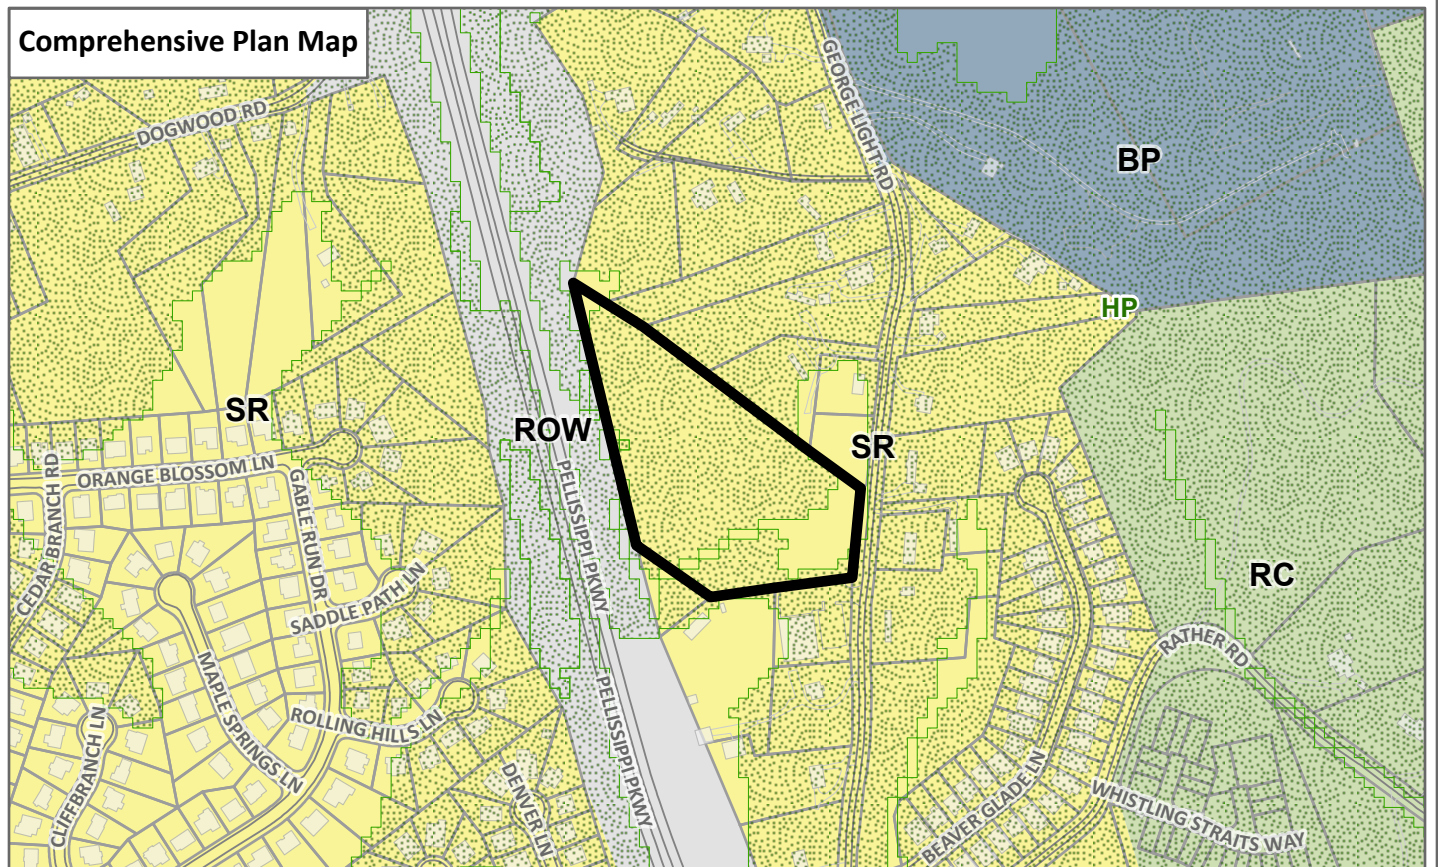 Comprehensive Plan Map
DOGWOOD RD
GEORGE LIGHT RD
BP
HP
SR
ROW
SR
ORANGE BLOSSOM LN
CEDARBRANCH RD
GABLE RUN DR
PELLISSIPPI PKWY
SADDLE PATH LN
RC
RATHER RD
MAPLE SPRINGS LN
ROLLING HILLS LN
PELLISSIPPI PKWY
CLIFFBRANCH LN
DENVER LN
BEAVER GLADE LN
WHISTLING STRAITS WAY